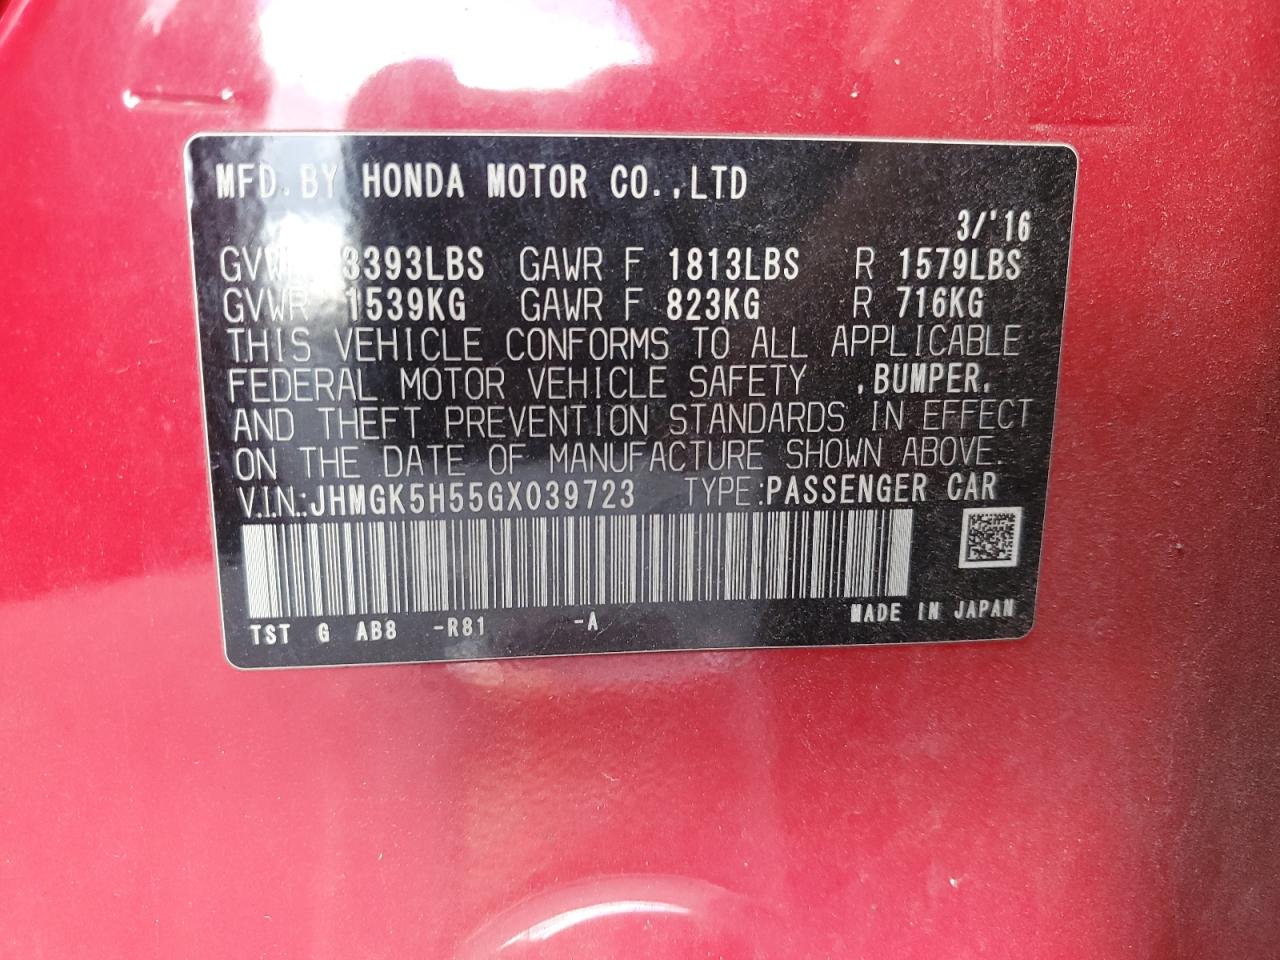 MFD. BY HONDA MOTOR CO.,LTD
3/'16
GVWR 3393LBS GAWR F 1813LBS R 1579LBS
GVWR 1539KG GAWR F 823KG R 716KG
THIS VEHICLE CONFORMS TO ALL APPLICABLE
FEDERAL MOTOR VEHICLE SAFETY ,BUMPER,
AND THEFT PREVENTION STANDARDS IN EFFECT
ON THE DATE OF MANUFACTURE SHOWN ABOVE.
V.I.N.:JHMGK5H55GX039723 TYPE:PASSENGER CAR
TST G AB8 -R81 -A MADE IN JAPAN